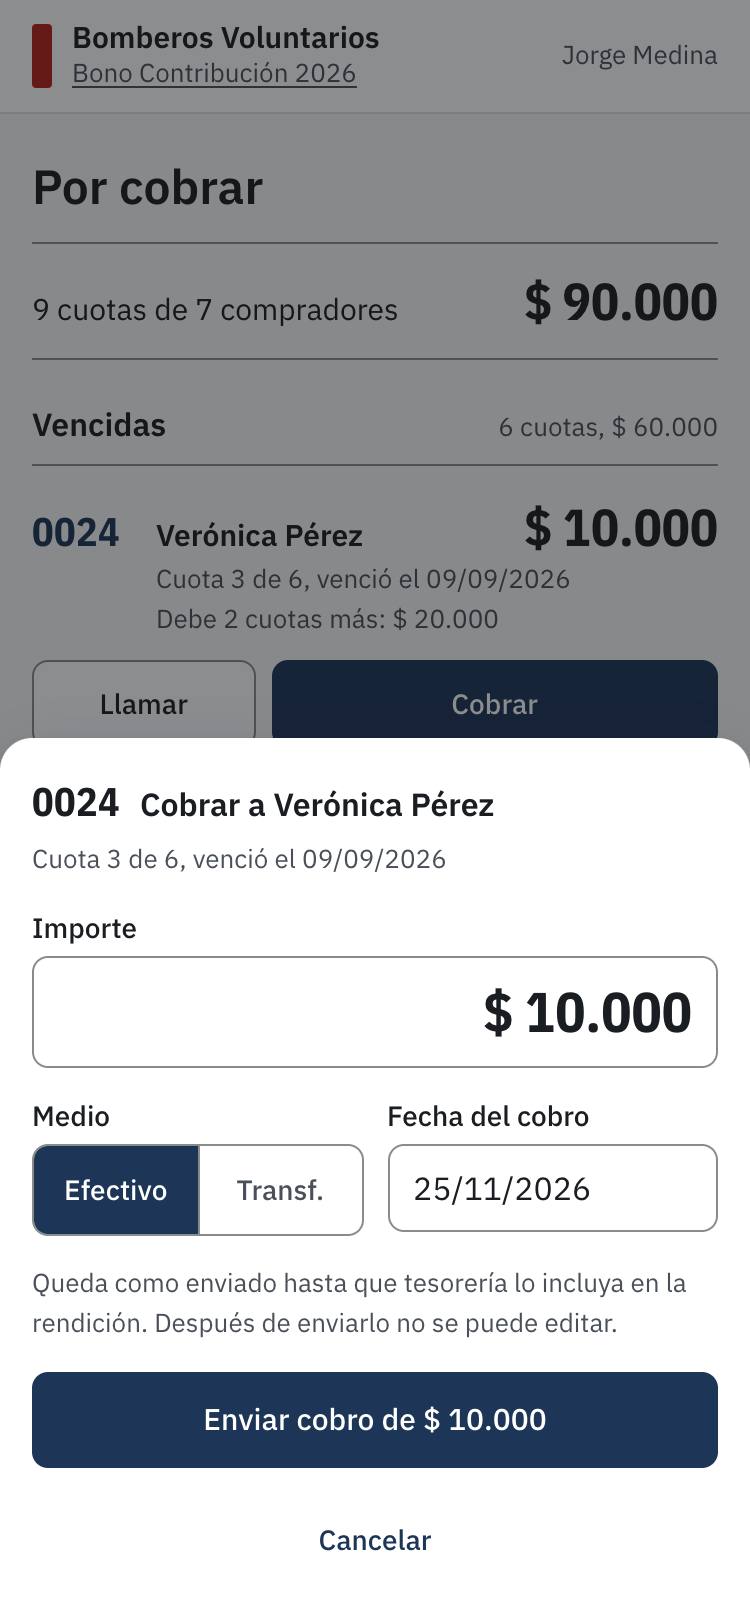 Bomberos Voluntarios
Bono Contribución 2026
Jorge Medina
Por cobrar
9 cuotas de 7 compradores $ 90.000
Vencidas 6 cuotas, $ 60.000
0024 Verónica Pérez $ 10.000
Cuota 3 de 6, venció el 09/09/2026
Debe 2 cuotas más: $ 20.000
Llamar Cobrar
0024 Cobrar a Verónica Pérez
Cuota 3 de 6, venció el 09/09/2026
Importe
$ 10.000
Medio Fecha del cobro
Efectivo Transf. 25/11/2026
Queda como enviado hasta que tesorería lo incluya en la
rendición. Después de enviarlo no se puede editar.
Enviar cobro de $ 10.000
Cancelar